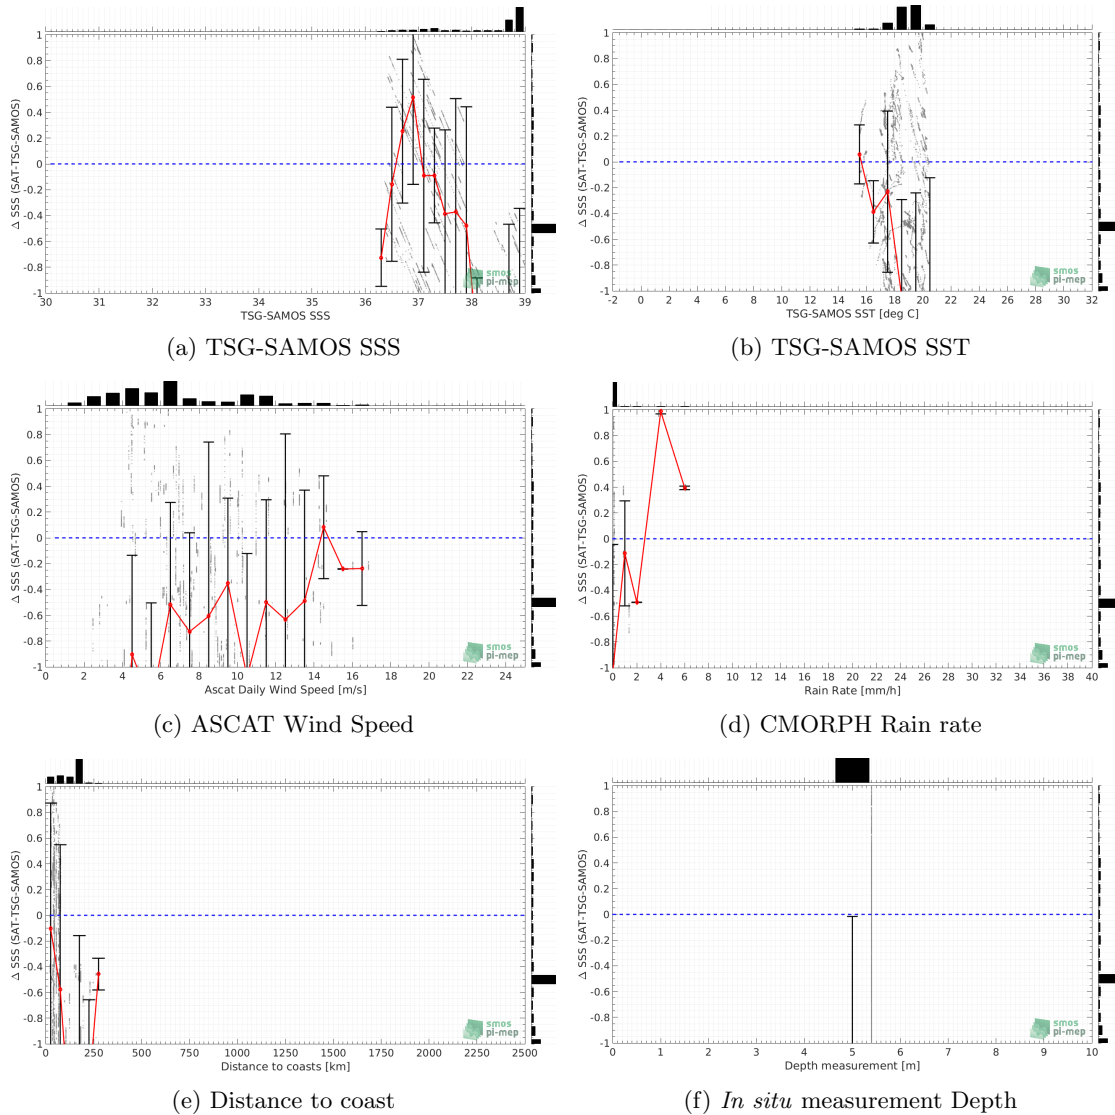 1
0.8
0.6
0.4
0.2
0
-0.2
-0.4
-0.6
-0.8
-1
Δ SSS (SAT-TSG-SAMOS)
smos
pi-mep
30 31 32 33 34 35 36 37 38 39
TSG-SAMOS SSS
(a) TSG-SAMOS SSS
1
0.8
0.6
0.4
0.2
0
-0.2
-0.4
-0.6
-0.8
-1
Δ SSS (SAT-TSG-SAMOS)
smos
pi-mep
-2 0 2 4 6 8 10 12 14 16 18 20 22 24 26 28 30 32
TSG-SAMOS SST [deg C]
(b) TSG-SAMOS SST
1
0.8
0.6
0.4
0.2
0
-0.2
-0.4
-0.6
-0.8
-1
Δ SSS (SAT-TSG-SAMOS)
smos
pi-mep
0 2 4 6 8 10 12 14 16 18 20 22 24
Ascat Daily Wind Speed [m/s]
(c) ASCAT Wind Speed
1
0.8
0.6
0.4
0.2
0
-0.2
-0.4
-0.6
-0.8
-1
Δ SSS (SAT-TSG-SAMOS)
smos
pi-mep
0 2 4 6 8 10 12 14 16 18 20 22 24 26 28 30 32 34 36 38 40
Rain Rate [mm/h]
(d) CMORPH Rain rate
1
0.8
0.6
0.4
0.2
0
-0.2
-0.4
-0.6
-0.8
-1
Δ SSS (SAT-TSG-SAMOS)
smos
pi-mep
0 250 500 750 1000 1250 1500 1750 2000 2250 2500
Distance to coasts [km]
(e) Distance to coast
1
0.8
0.6
0.4
0.2
0
-0.2
-0.4
-0.6
-0.8
-1
Δ SSS (SAT-TSG-SAMOS)
smos
pi-mep
0 1 2 3 4 5 6 7 8 9 10
Depth measurement [m]
(f) In situ measurement Depth